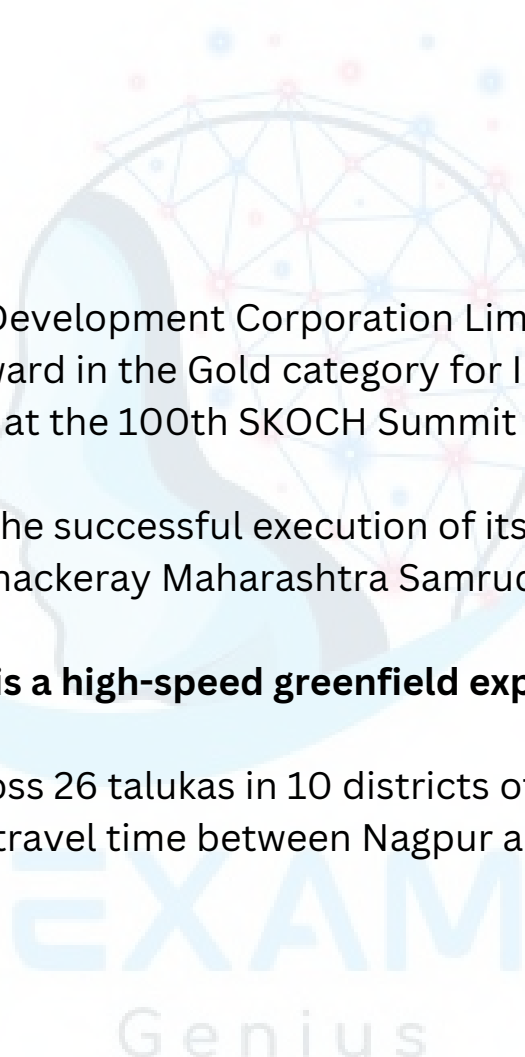 Development Corporation Lim
ward in the Gold category for I
at the 100th SKOCH Summit
he successful execution of its
hackeray Maharashtra Samruc
is a high-speed greenfield exp
oss 26 talukas in 10 districts of
travel time between Nagpur a
EXAM
Genius